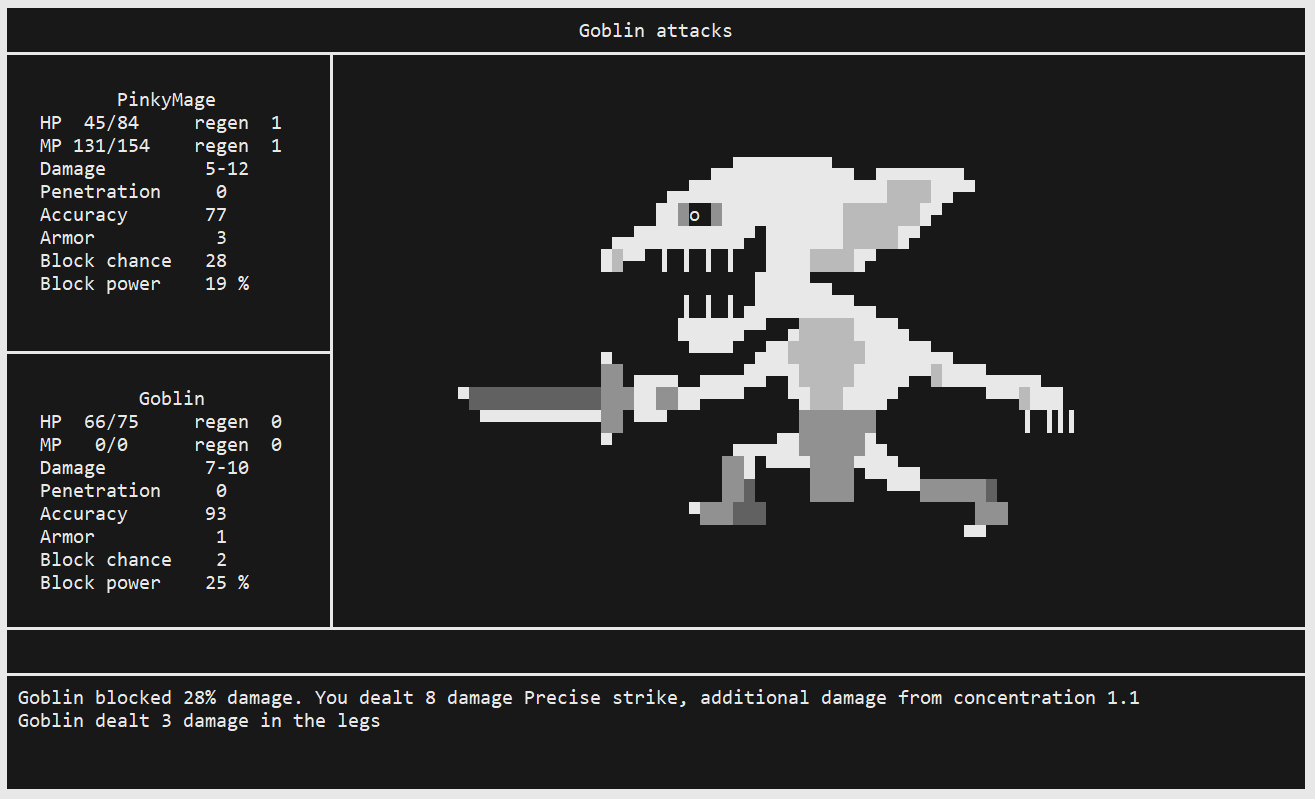 Goblin attacks
PinkyMage
HP 45/84 regen 1
MP 131/154 regen 1
Damage 5-12
Penetration 0
Accuracy 77
Armor 3
Block chance 28
Block power 19 %
Goblin
HP 66/75 regen 0
MP 0/0 regen 0
Damage 7-10
Penetration 0
Accuracy 93
Armor 1
Block chance 2
Block power 25 %
Goblin blocked 28% damage. You dealt 8 damage Precise strike, additional damage from concentration 1.1
Goblin dealt 3 damage in the legs